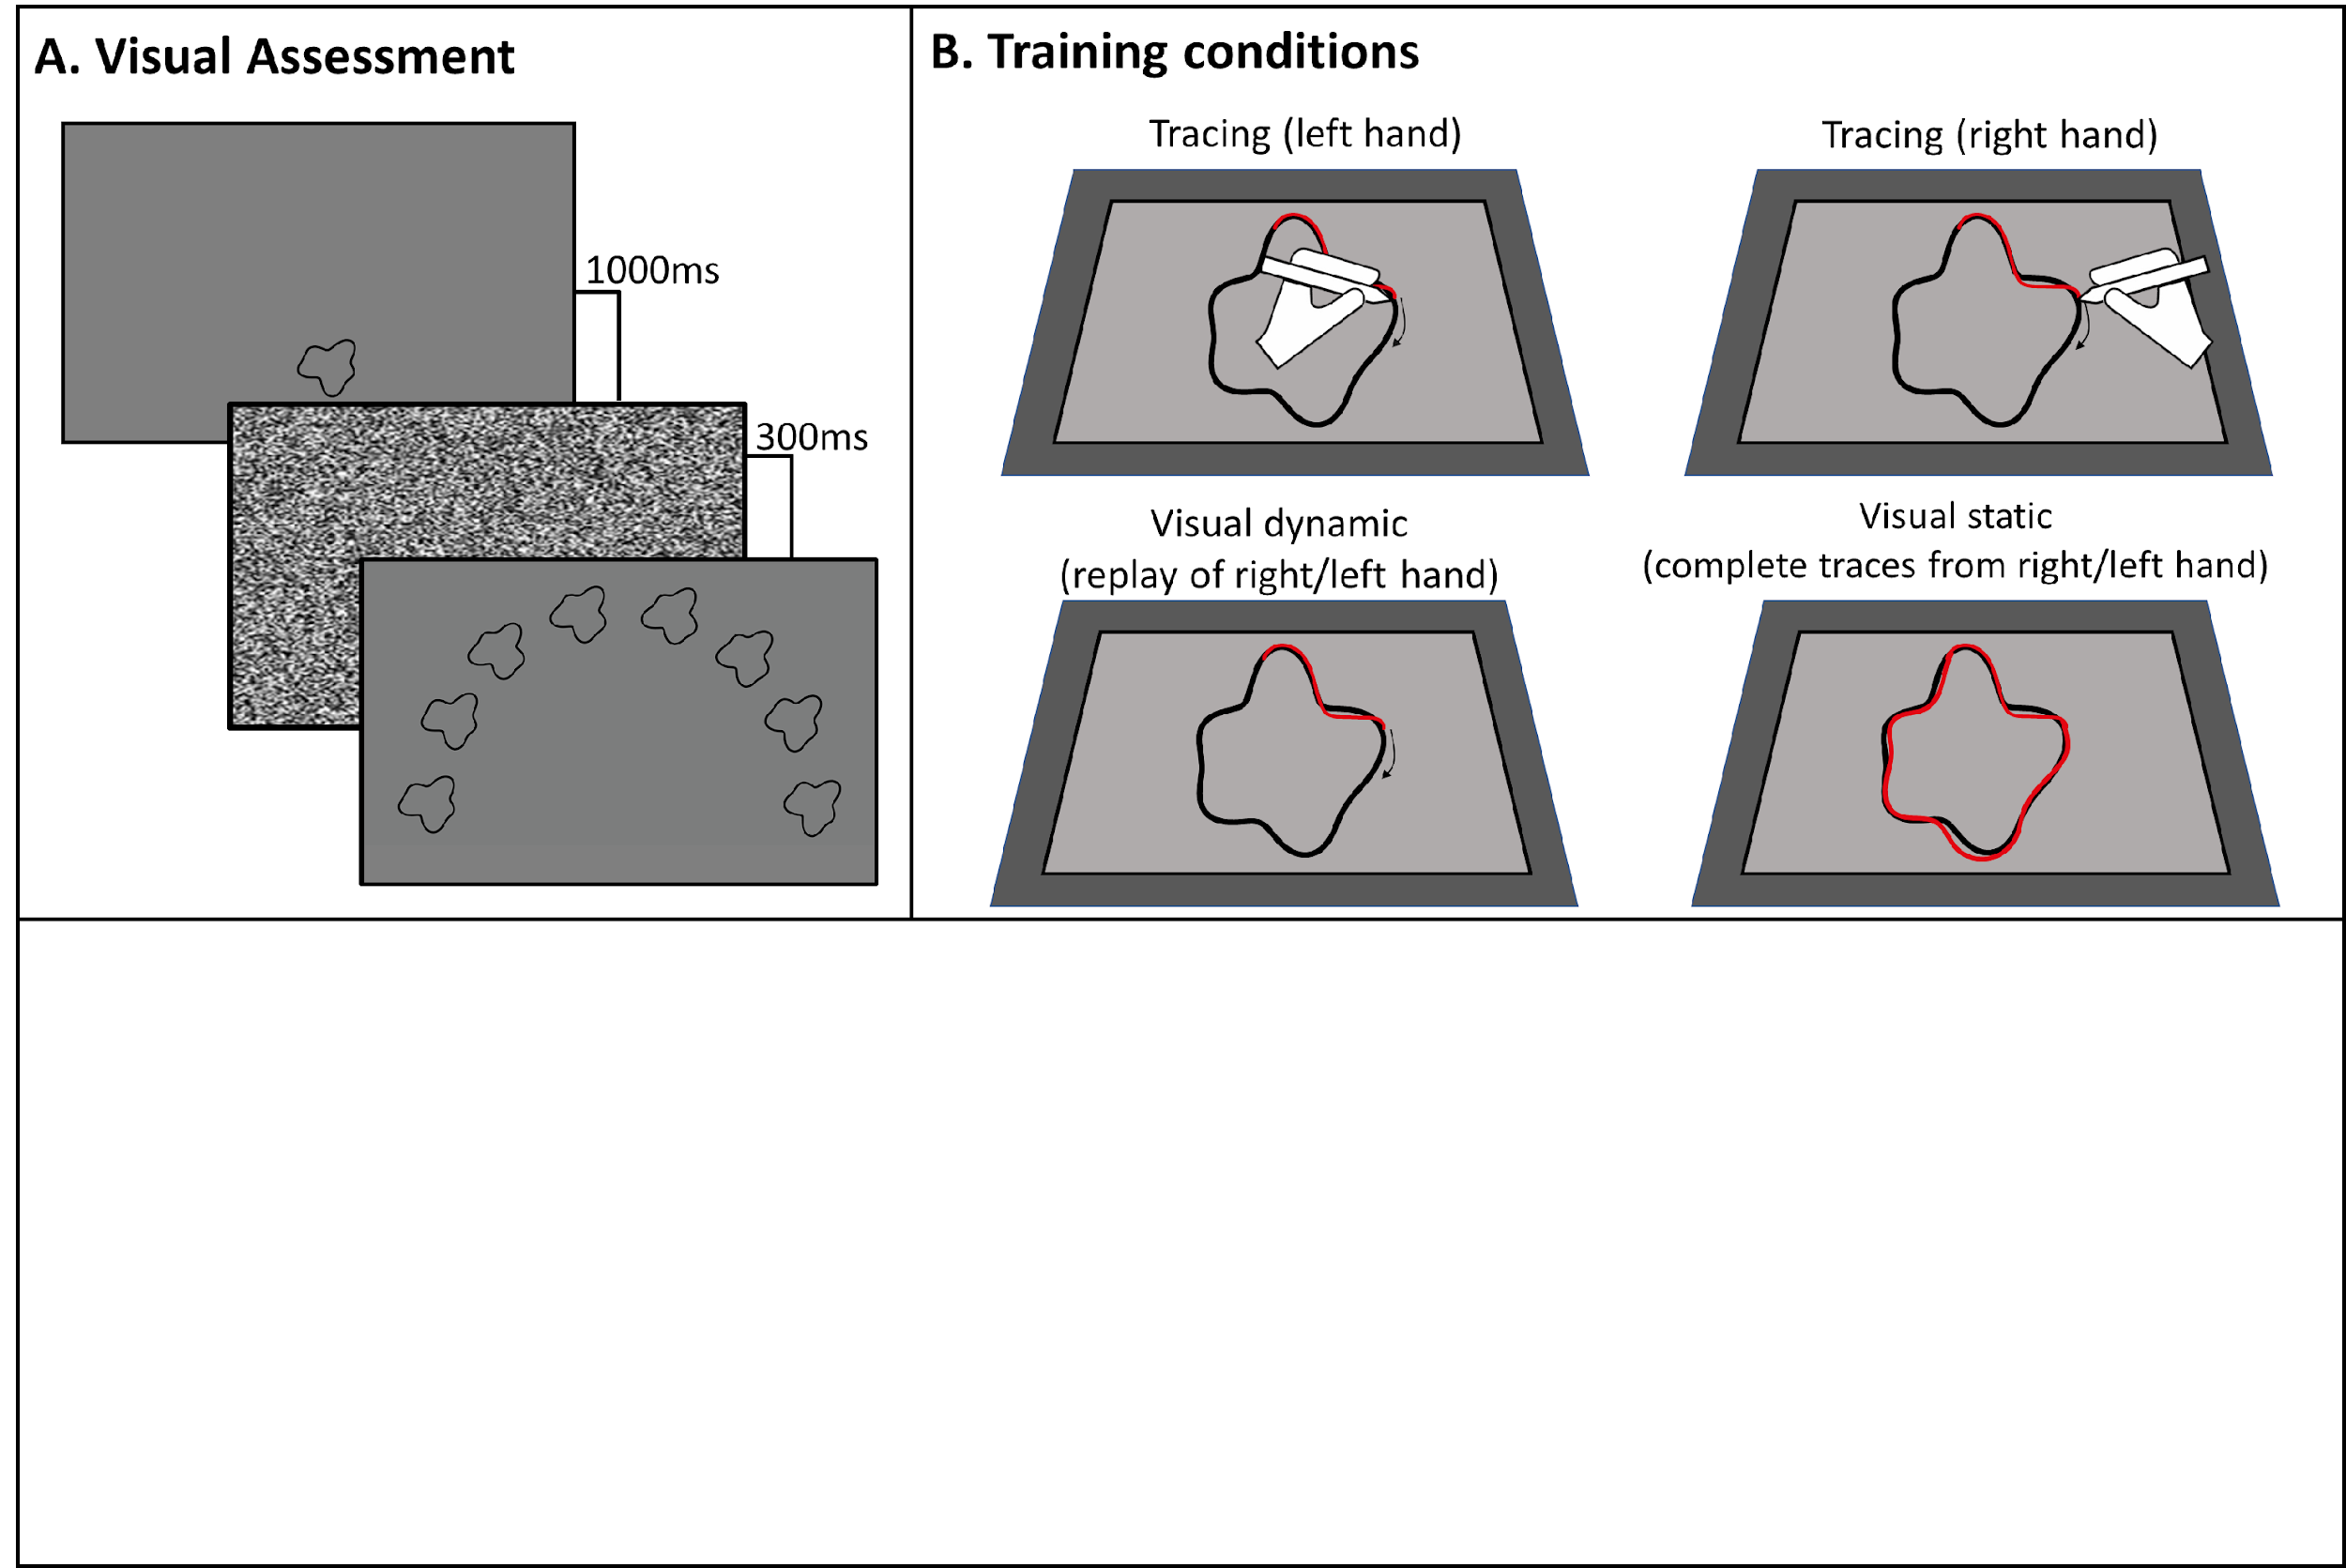 A. Visual Assessment
1000ms
300ms
B. Training conditions
Tracing (left hand)
Tracing (right hand)
Visual dynamic
(replay of right/left hand)
Visual static
(complete traces from right/left hand)